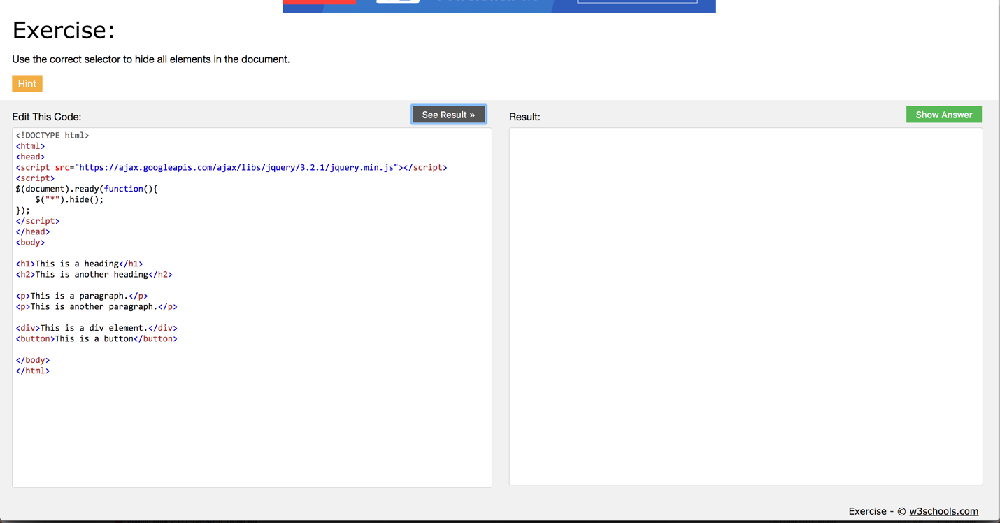 Exercise:
Use the correct selector to hide all elements in the document.
Hint
Edit This Code:
See Result »
<!DOCTYPE html>
<html>
<head>
<script src="https://ajax.googleapis.com/ajax/libs/jquery/3.2.1/jquery.min.js"></script>
<script>
$(document).ready(function(){
    $("*").hide();
});
</script>
</head>
<body>
<h1>This is a heading</h1>
<h2>This is another heading</h2>
<p>This is a paragraph.</p>
<p>This is another paragraph.</p>
<div>This is a div element.</div>
<button>This is a button</button>
</body>
</html>
Result:
Show Answer
Exercise - © w3schools.com